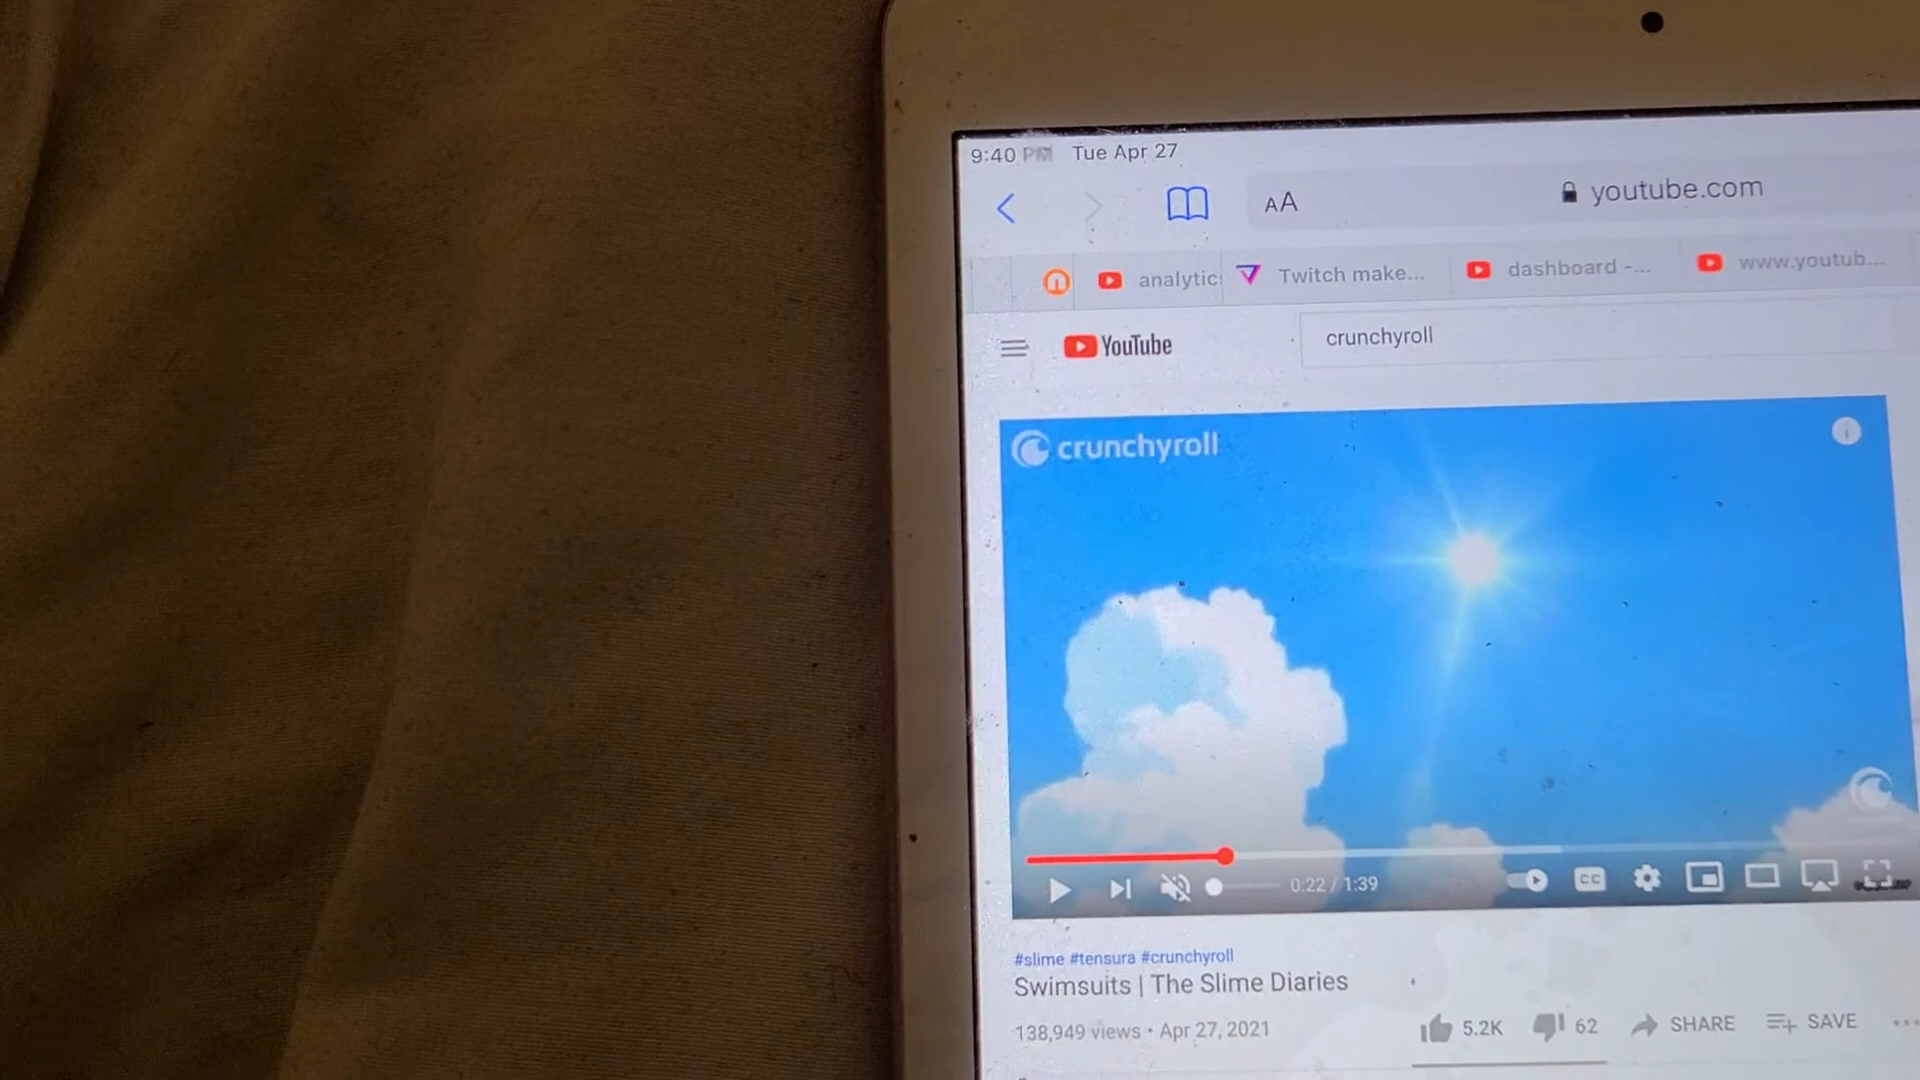 9:40 PM Tue Apr 27
AA youtube.com
analytic: Twitch make... dashboard -... www.youtub...
YouTube crunchyroll
crunchyroll
0:22 / 1:39
CC
#slime #tensura #crunchyroll
Swimsuits | The Slime Diaries
138,949 views • Apr 27, 2021 5.2K 62 SHARE SAVE